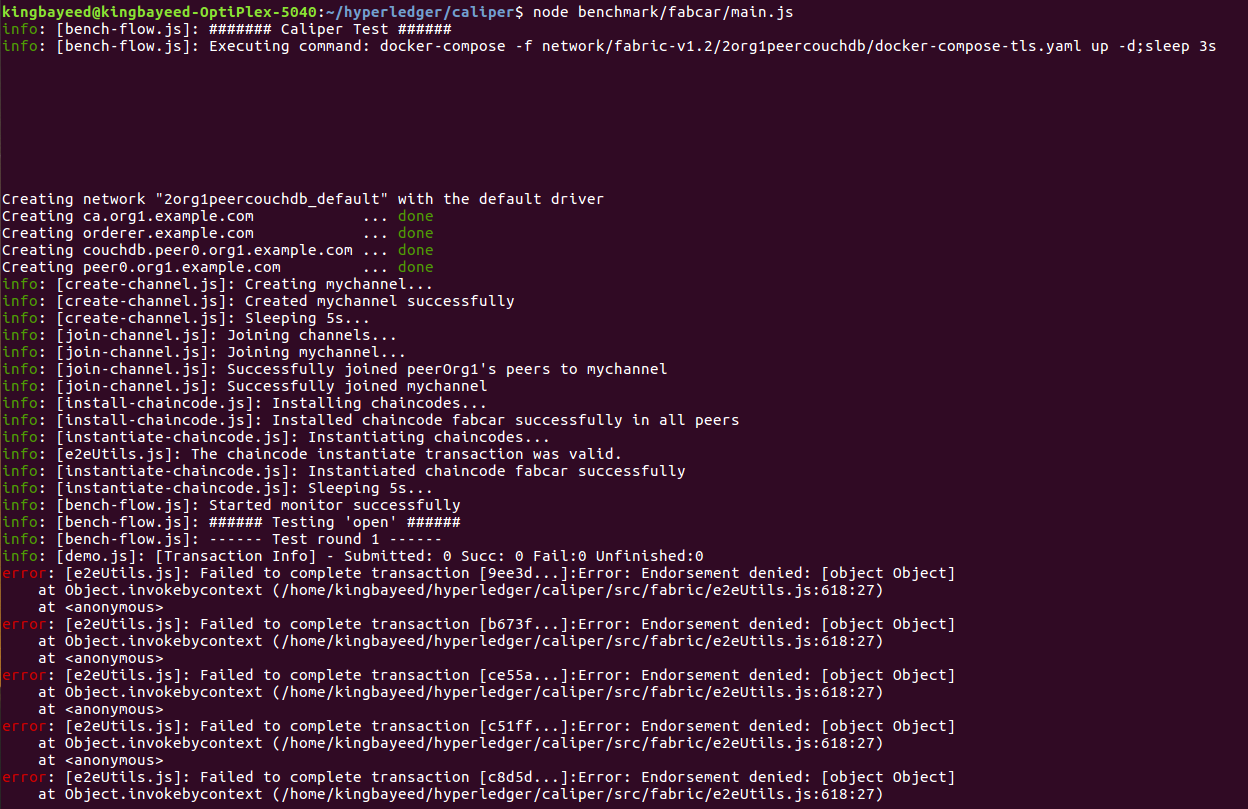 kingbayeed@kingbayeed-OptiPlex-5040:~/hyperledger/caliper$ node benchmark/fabcar/main.js
info: [bench-flow.js]: ####### Caliper Test ######
info: [bench-flow.js]: Executing command: docker-compose -f network/fabric-v1.2/2org1peercouchdb/docker-compose-tls.yaml up -d;sleep 3s
Creating network "2org1peercouchdb_default" with the default driver
Creating ca.org1.example.com            ... done
Creating orderer.example.com            ... done
Creating couchdb.peer0.org1.example.com ... done
Creating peer0.org1.example.com         ... done
info: [create-channel.js]: Creating mychannel...
info: [create-channel.js]: Created mychannel successfully
info: [create-channel.js]: Sleeping 5s...
info: [join-channel.js]: Joining channels...
info: [join-channel.js]: Joining mychannel...
info: [join-channel.js]: Successfully joined peerOrg1's peers to mychannel
info: [join-channel.js]: Successfully joined mychannel
info: [install-chaincode.js]: Installing chaincodes...
info: [install-chaincode.js]: Installed chaincode fabcar successfully in all peers
info: [instantiate-chaincode.js]: Instantiating chaincodes...
info: [e2eUtils.js]: The chaincode instantiate transaction was valid.
info: [instantiate-chaincode.js]: Instantiated chaincode fabcar successfully
info: [instantiate-chaincode.js]: Sleeping 5s...
info: [bench-flow.js]: Started monitor successfully
info: [bench-flow.js]: ###### Testing 'open' ######
info: [bench-flow.js]: ------ Test round 1 ------
info: [demo.js]: [Transaction Info] - Submitted: 0 Succ: 0 Fail:0 Unfinished:0
error: [e2eUtils.js]: Failed to complete transaction [9ee3d...]:Error: Endorsement denied: [object Object]
    at Object.invokebycontext (/home/kingbayeed/hyperledger/caliper/src/fabric/e2eUtils.js:618:27)
    at <anonymous>
error: [e2eUtils.js]: Failed to complete transaction [b673f...]:Error: Endorsement denied: [object Object]
    at Object.invokebycontext (/home/kingbayeed/hyperledger/caliper/src/fabric/e2eUtils.js:618:27)
    at <anonymous>
error: [e2eUtils.js]: Failed to complete transaction [ce55a...]:Error: Endorsement denied: [object Object]
    at Object.invokebycontext (/home/kingbayeed/hyperledger/caliper/src/fabric/e2eUtils.js:618:27)
    at <anonymous>
error: [e2eUtils.js]: Failed to complete transaction [c51ff...]:Error: Endorsement denied: [object Object]
    at Object.invokebycontext (/home/kingbayeed/hyperledger/caliper/src/fabric/e2eUtils.js:618:27)
    at <anonymous>
error: [e2eUtils.js]: Failed to complete transaction [c8d5d...]:Error: Endorsement denied: [object Object]
    at Object.invokebycontext (/home/kingbayeed/hyperledger/caliper/src/fabric/e2eUtils.js:618:27)